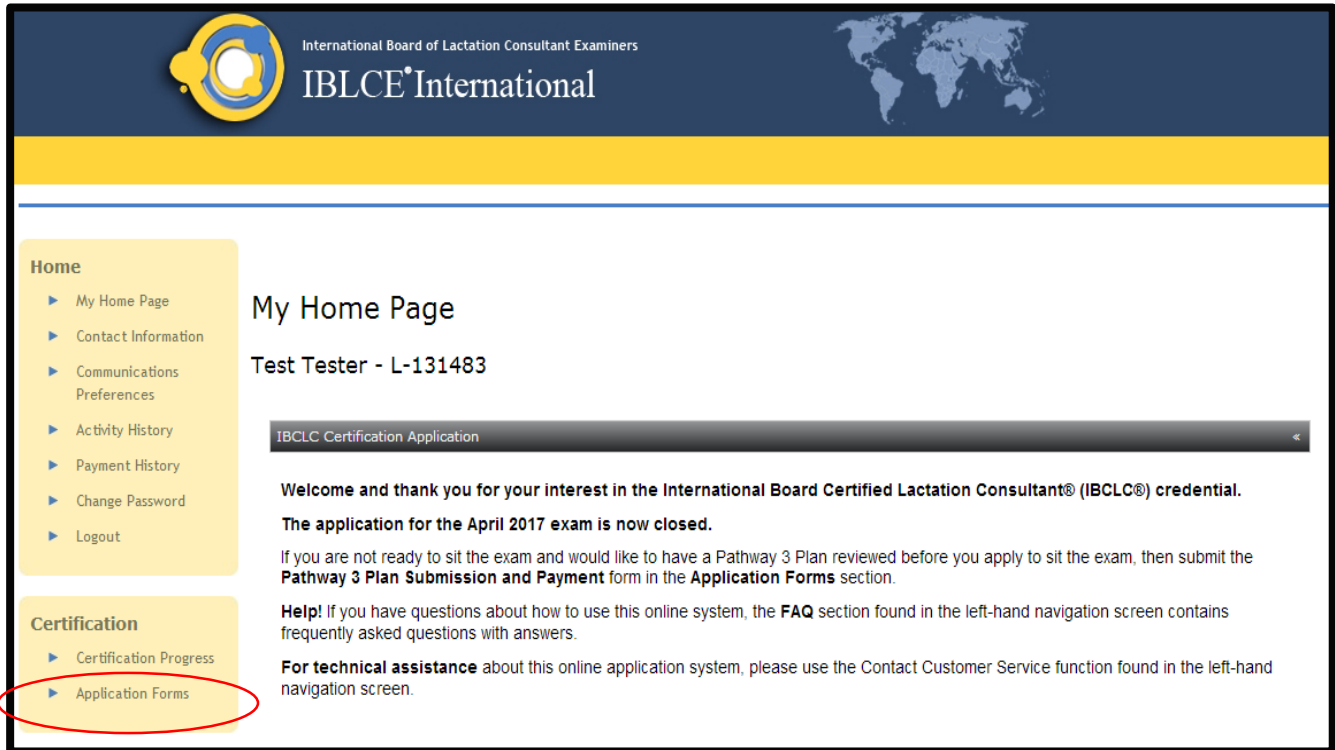 International Board of Lactation Consultant Examiners
IBLCE® International
Home
My Home Page
Contact Information
Communications
Preferences
Activity History
Payment History
Change Password
Logout
Certification
Certification Progress
Application Forms
My Home Page
Test Tester - L-131483
IBCLC Certification Application «
Welcome and thank you for your interest in the International Board Certified Lactation Consultant® (IBCLC®) credential.
The application for the April 2017 exam is now closed.
If you are not ready to sit the exam and would like to have a Pathway 3 Plan reviewed before you apply to sit the exam, then submit the
Pathway 3 Plan Submission and Payment form in the Application Forms section.
Help! If you have questions about how to use this online system, the FAQ section found in the left-hand navigation screen contains
frequently asked questions with answers.
For technical assistance about this online application system, please use the Contact Customer Service function found in the left-hand
navigation screen.